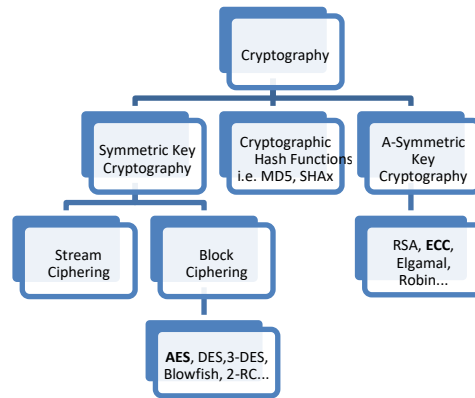 Cryptography
Symmetric Key
Cryptography
Cryptographic
Hash Functions
i.e. MD5, SHAx
A-Symmetric
Key
Cryptography
Stream
Ciphering
Block
Ciphering
RSA, ECC,
Elgamal,
Robin...
AES, DES,3-DES,
Blowfish, 2-RC...